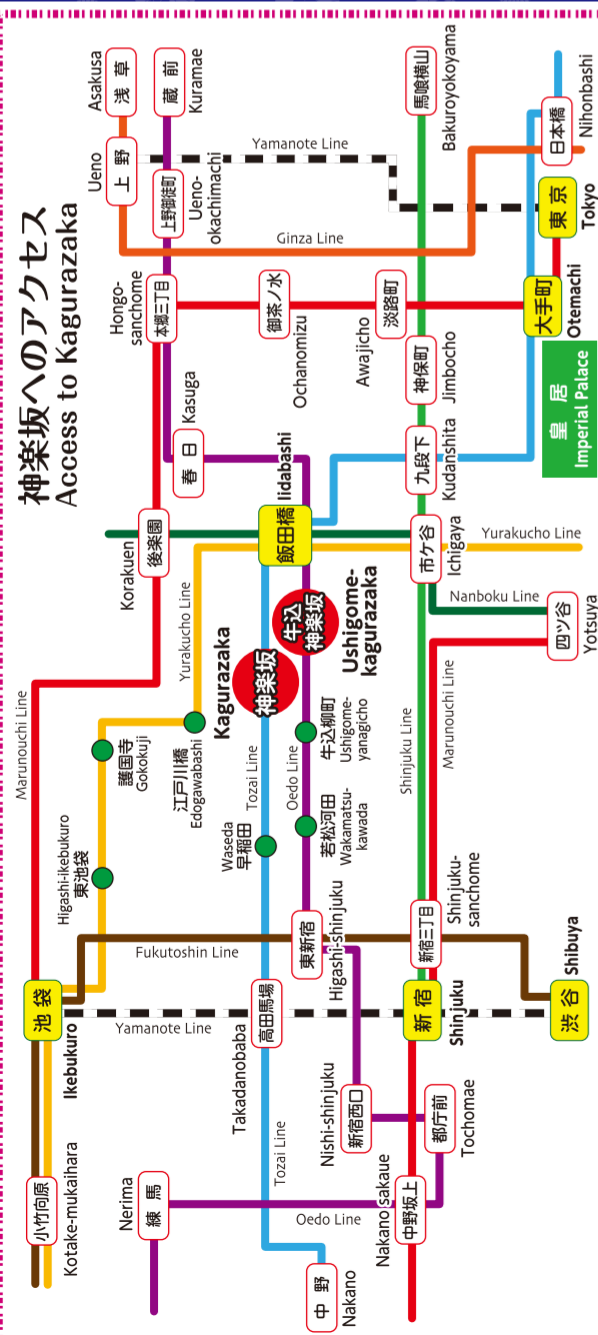 神楽坂へのアクセス
Access to Kagurazaka
小竹向原
Kotake-mukaihara
池袋
Ikebukuro
Marunouchi Line
Higashi-ikebukuro
東池袋
護国寺
Gokokuji
江戸川橋
Edogawabashi
Yurakucho Line
Korakuen
後楽園
Hongo-
sanchome
本郷三丁目
Ueno
上野
Asakusa
浅草
蔵前
Kuramae
上野御徒町
Ueno-
okachimachi
Yamanote Line
Ginza Line
春日
Kasuga
Nerima
練馬
Yamanote Line
Fukutoshin Line
Takadanobaba
高田馬場
Tozai Line
中野
Nakano
Waseda
早稲田
Tozai Line
Kagurazaka
神楽坂
飯田橋
Iidabashi
御茶ノ水
Ochanomizu
Oedo Line
東新宿
Higashi-shinjuku
若松河田
Wakamatsu-
kawada
牛込柳町
Ushigome-
yanagicho
Oedo Line
牛込
神楽坂
Ushigome-
kagurazaka
Nishi-shinjuku
新宿西口
都庁前
Tochomae
Nakano sakaue
中野坂上
新宿
Shinjuku
新宿三丁目
Shinjuku-
sanchome
Shinjuku Line
Marunouchi Line
市ケ谷
Ichigaya
九段下
Kudanshita
神保町
Jimbocho
Awajicho
淡路町
馬喰横山
Bakuroyokoyama
渋谷
Shibuya
Nanboku Line
四ツ谷
Yotsuya
Yurakucho Line
皇居
Imperial Palace
大手町
Otemachi
東京
Tokyo
日本橋
Nihonbashi